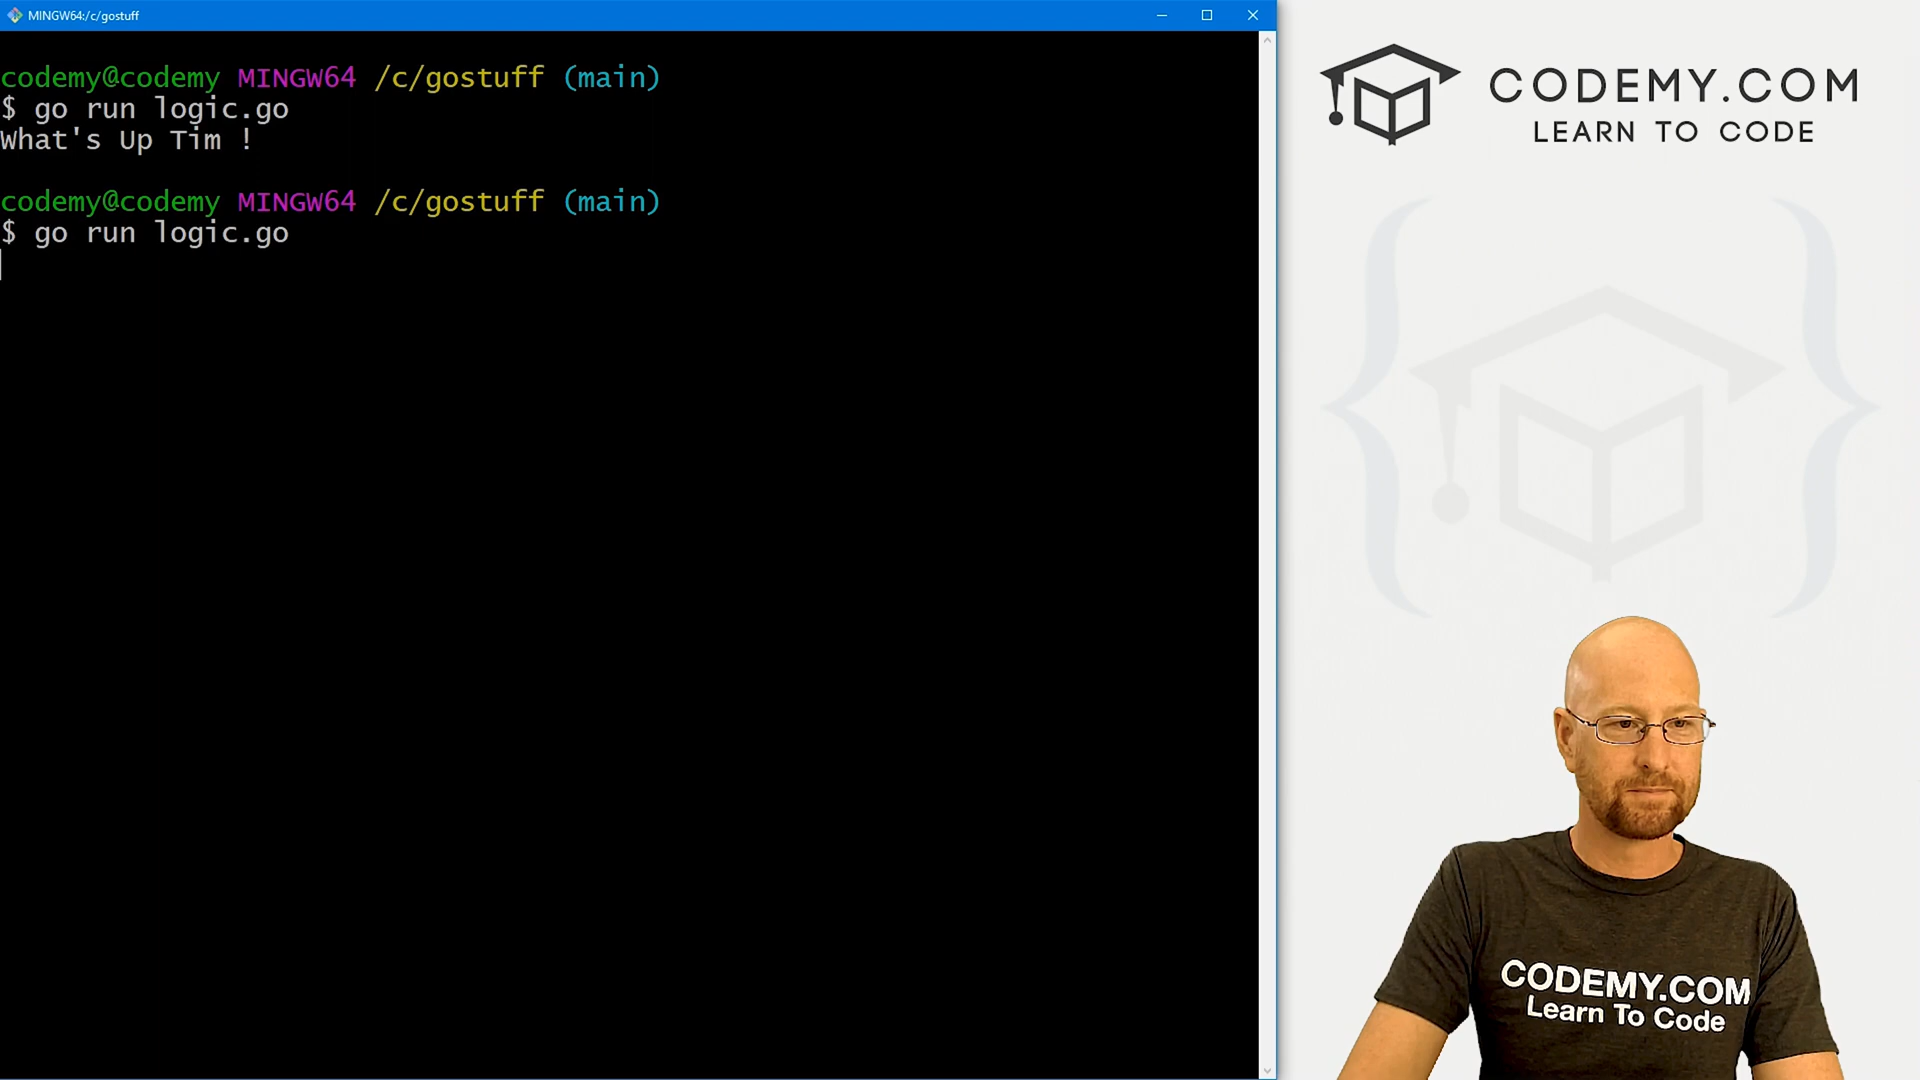 MINGW64:/c/gostuff
codemy@codemy MINGW64 /c/gostuff (main)
$ go run logic.go
What's Up Tim !
codemy@codemy MINGW64 /c/gostuff (main)
$ go run logic.go
CODEMY.COM
LEARN TO CODE
CODEMY.COM
Learn To Code